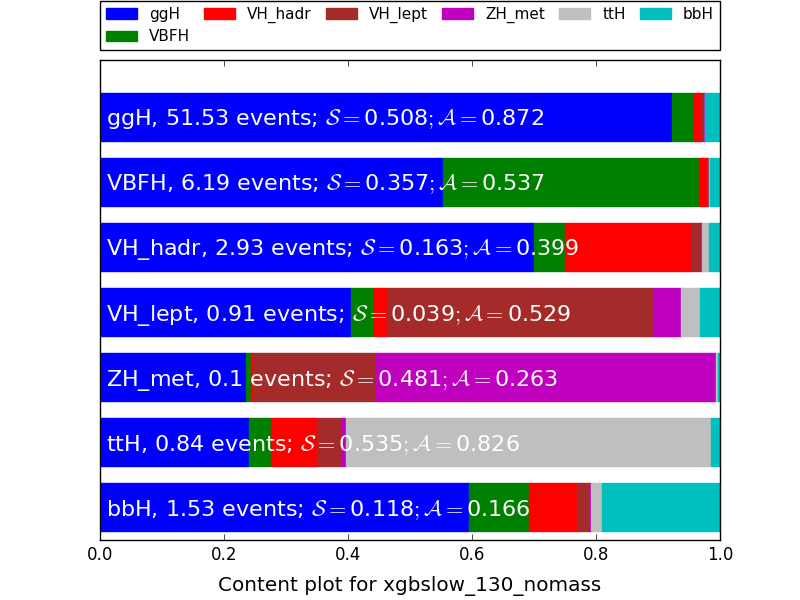 ggH VH_hadr VH_lept ZH_met ttH bbH
VBFH
ggH, 51.53 events; 𝒮 = 0.508; 𝒜 = 0.872
VBFH, 6.19 events; 𝒮 = 0.357; 𝒜 = 0.537
VH_hadr, 2.93 events; 𝒮 = 0.163; 𝒜 = 0.399
VH_lept, 0.91 events; 𝒮 = 0.039; 𝒜 = 0.529
ZH_met, 0.1 events; 𝒮 = 0.481; 𝒜 = 0.263
ttH, 0.84 events; 𝒮 = 0.535; 𝒜 = 0.826
bbH, 1.53 events; 𝒮 = 0.118; 𝒜 = 0.166
0.0 0.2 0.4 0.6 0.8 1.0
Content plot for xgbslow_130_nomass